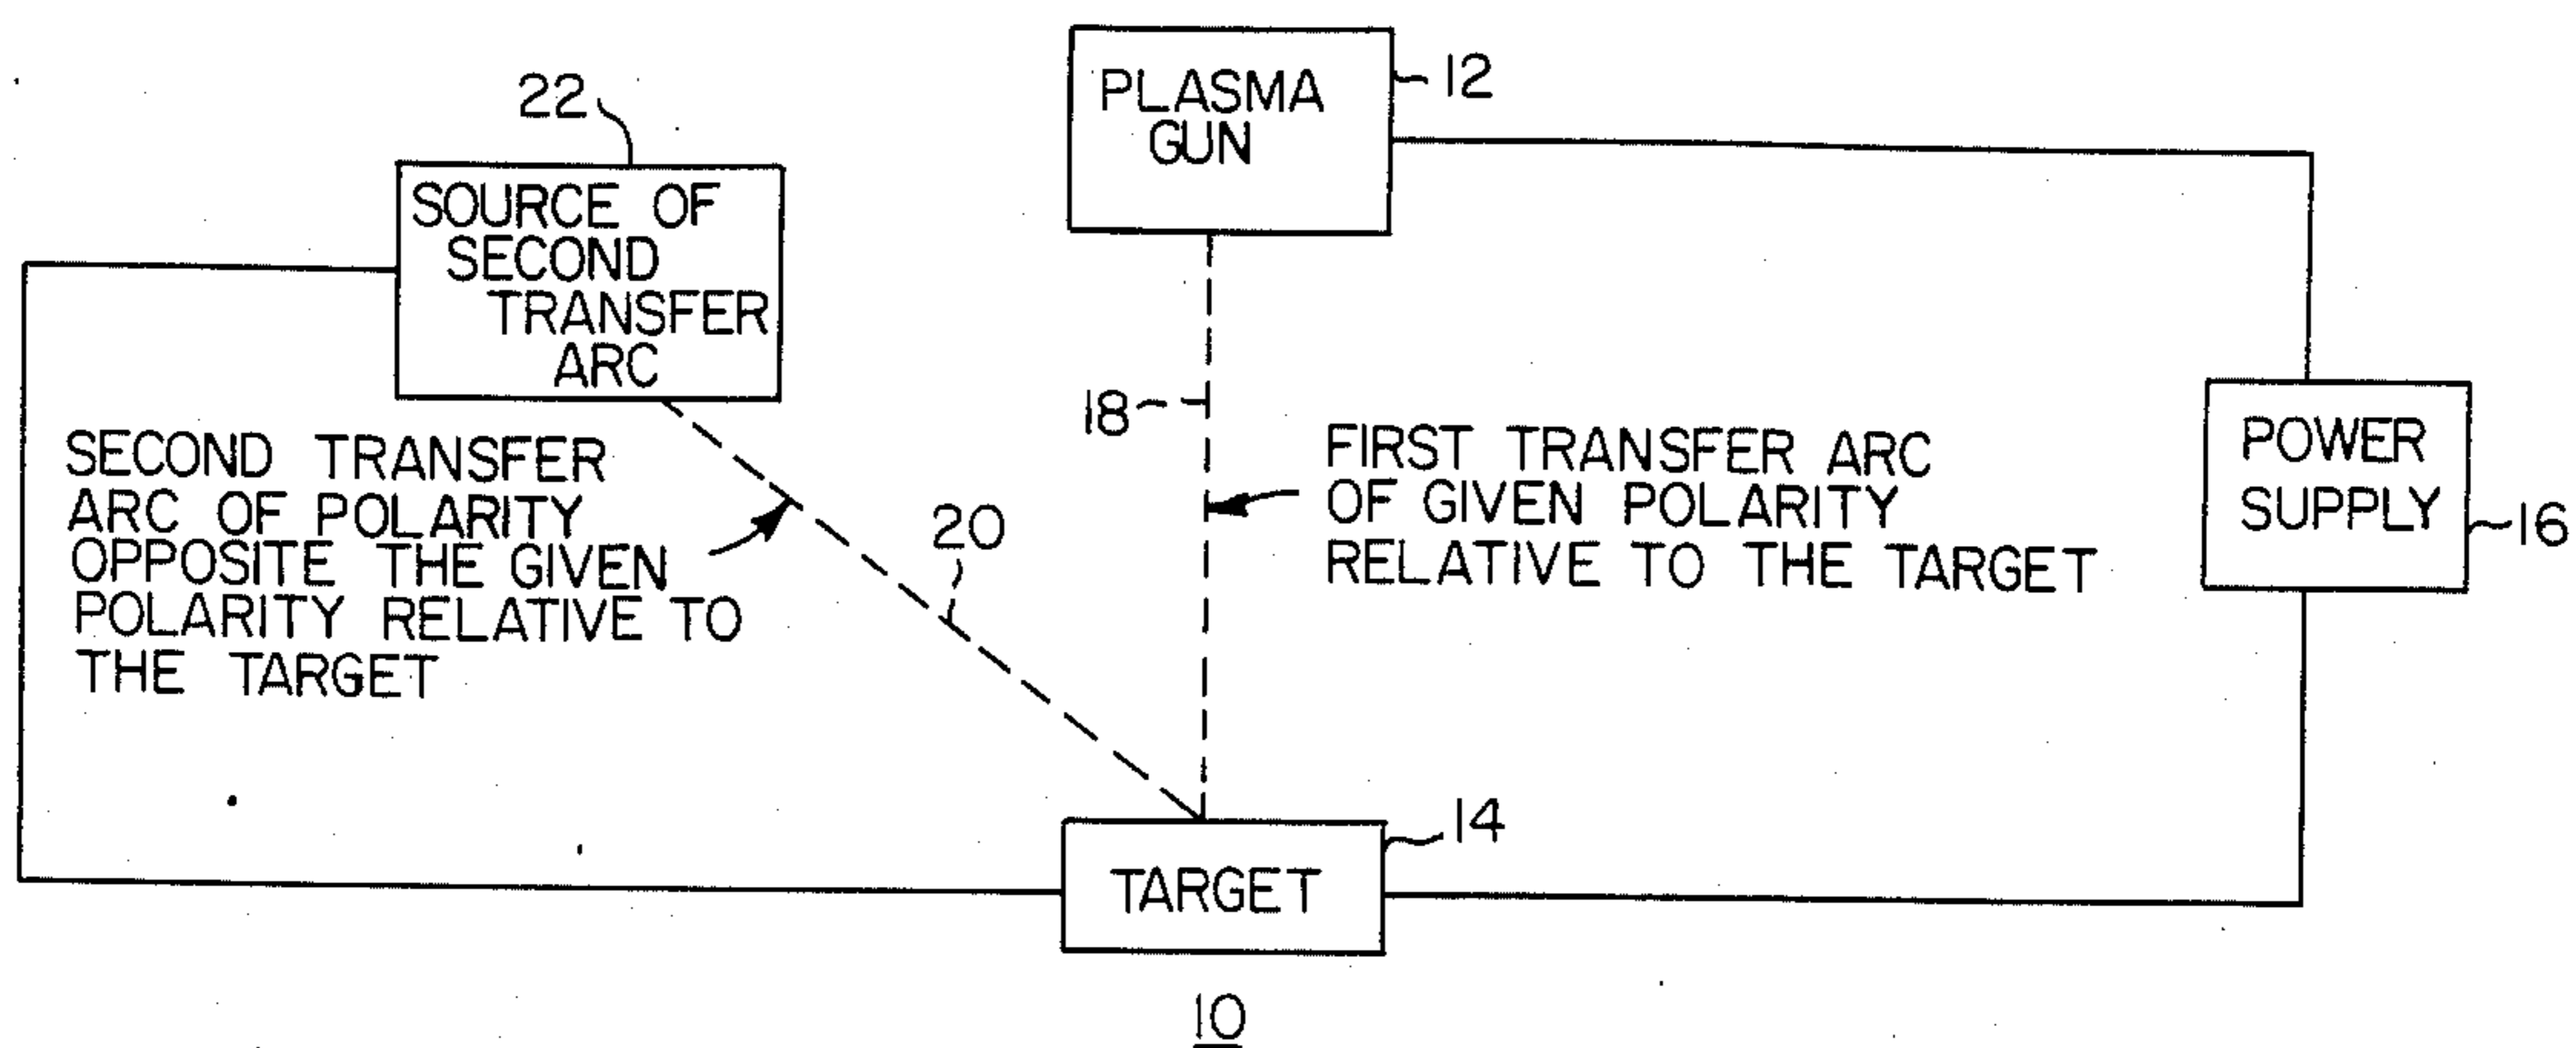 22
SOURCE OF
SECOND
TRANSFER
ARC
PLASMA
GUN
12
SECOND TRANSFER
ARC OF POLARITY
OPPOSITE THE GIVEN
POLARITY RELATIVE TO
THE TARGET
20
18
FIRST TRANSFER ARC
OF GIVEN POLARITY
RELATIVE TO THE TARGET
POWER
SUPPLY
16
TARGET
14
10